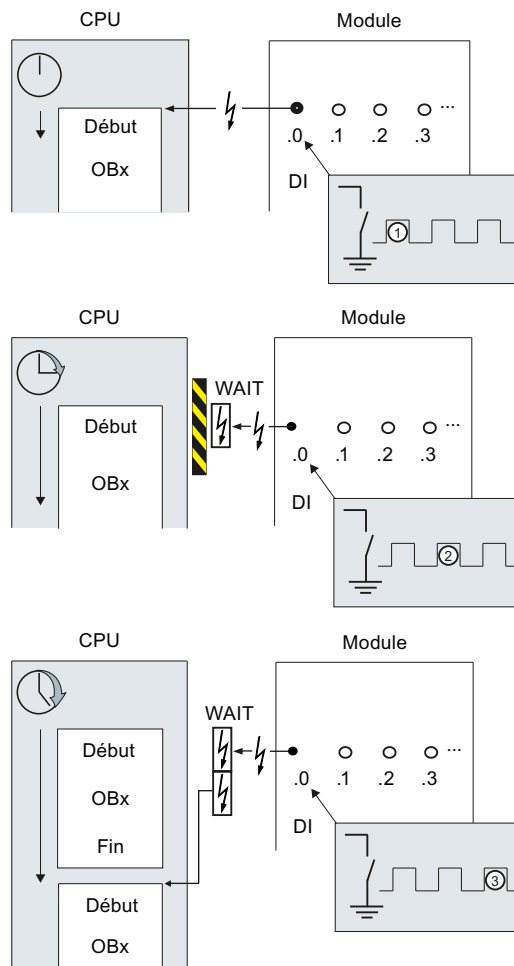 CPU Module
Début
OBx
.0 .1 .2 .3 ...
DI
①
CPU Module
WAIT
Début
OBx
.0 .1 .2 .3 ...
DI
②
CPU Module
WAIT
Début
OBx
Fin
.0 .1 .2 .3 ...
DI
③
Début
OBx